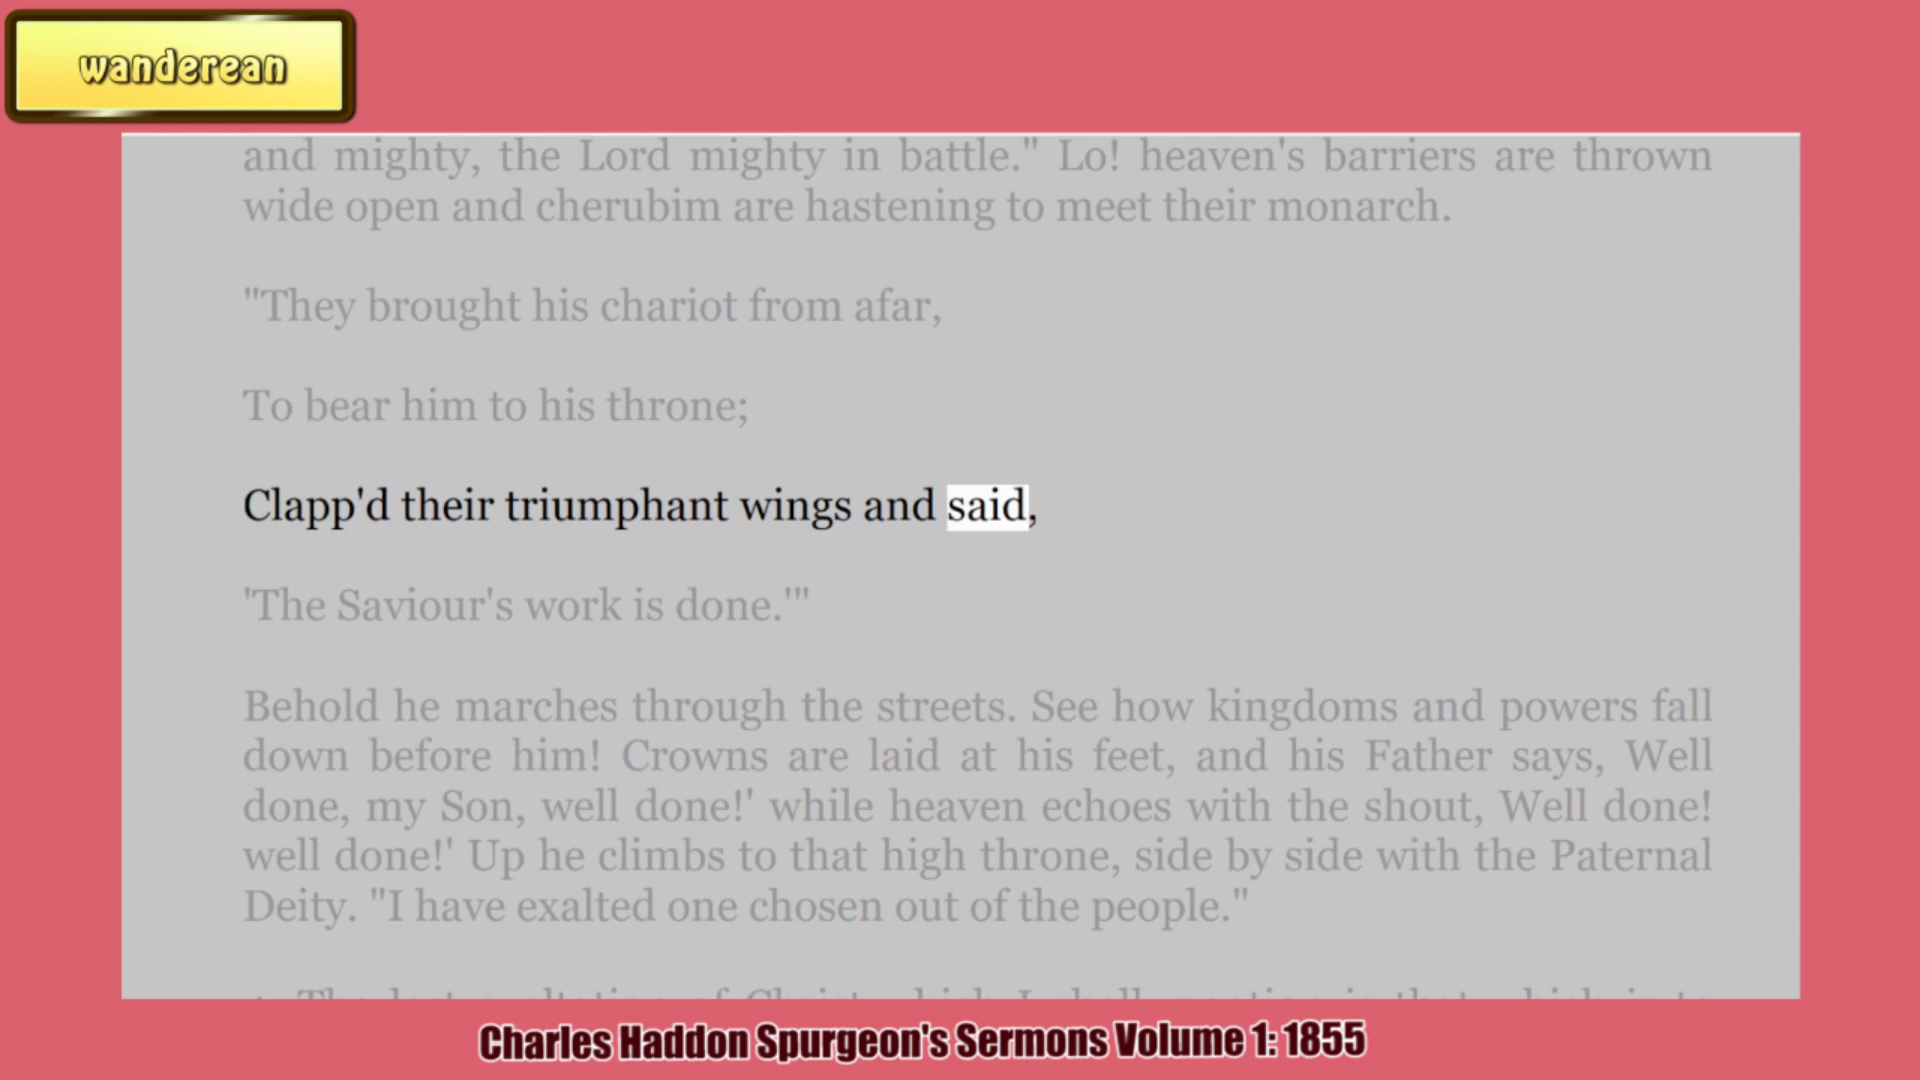 wanderean
and mighty, the Lord mighty in battle." Lo! heaven's barriers are thrown
wide open and cherubim are hastening to meet their monarch.
"They brought his chariot from afar,
To bear him to his throne;
Clapp'd their triumphant wings and said,
'The Saviour's work is done.'"
Behold he marches through the streets. See how kingdoms and powers fall
down before him! Crowns are laid at his feet, and his Father says, Well
done, my Son, well done!' while heaven echoes with the shout, Well done!
well done!' Up he climbs to that high throne, side by side with the Paternal
Deity. "I have exalted one chosen out of the people."
Charles Haddon Spurgeon's Sermons Volume 1: 1855